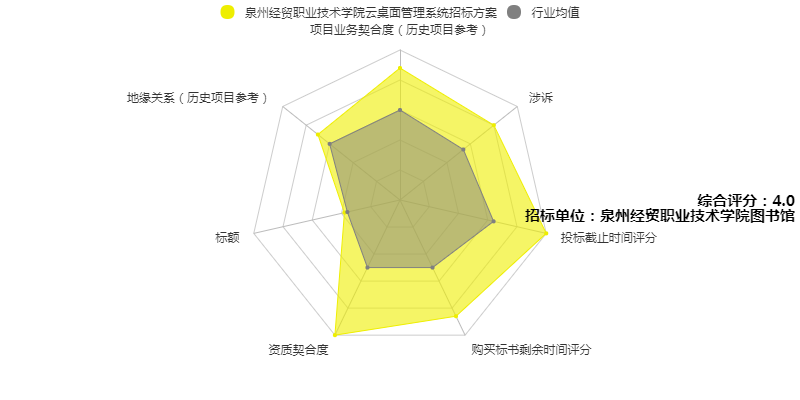 泉州经贸职业技术学院云桌面管理系统招标方案 行业均值
项目业务契合度（历史项目参考）
地缘关系（历史项目参考）
涉诉
综合评分：4.0
招标单位：泉州经贸职业技术学院图书馆
标额
投标截止时间评分
资质契合度
购买标书剩余时间评分